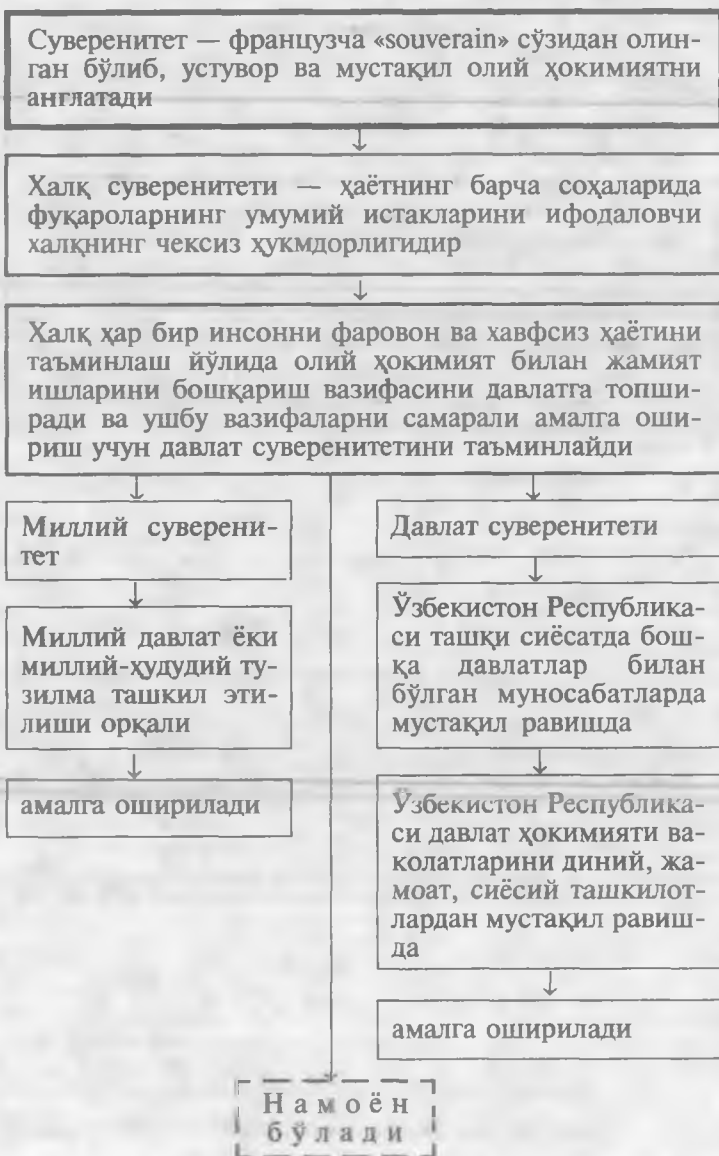 Суверенитет — французча «souverain» сўзидан олин-
ган бўлиб, устувор ва мустақил олий ҳокимиятни
англатади
Халқ суверенитети — ҳаётнинг барча соҳаларида
фуқароларнинг умумий истакларини ифодаловчи
халқнинг чексиз ҳукмдорлигидир
Халқ ҳар бир инсонни фаровон ва хавфсиз ҳаётини
таъминлаш йўлида олий ҳокимият билан жамият
ишларини бошқариш вазифасини давлатга топши-
ради ва ушбу вазифаларни самарали амалга оши-
риш учун давлат суверенитетини таъминлайди
Миллий суверени-
тет
Миллий давлат ёки
миллий-ҳудудий ту-
зилма ташкил эти-
лиши орқали
амалга оширилади
Давлат суверенитети
Ўзбекистон Республика-
си ташқи сиёсатда бош-
қа давлатлар билан
бўлган муносабатларда
мустақил равишда
Ўзбекистон Республика-
си давлат ҳокимияти ва-
колатларини диний, жа-
моат, сиёсий ташкилот-
лардан мустақил равиш-
да
амалга оширилади
Намоён
бўлади